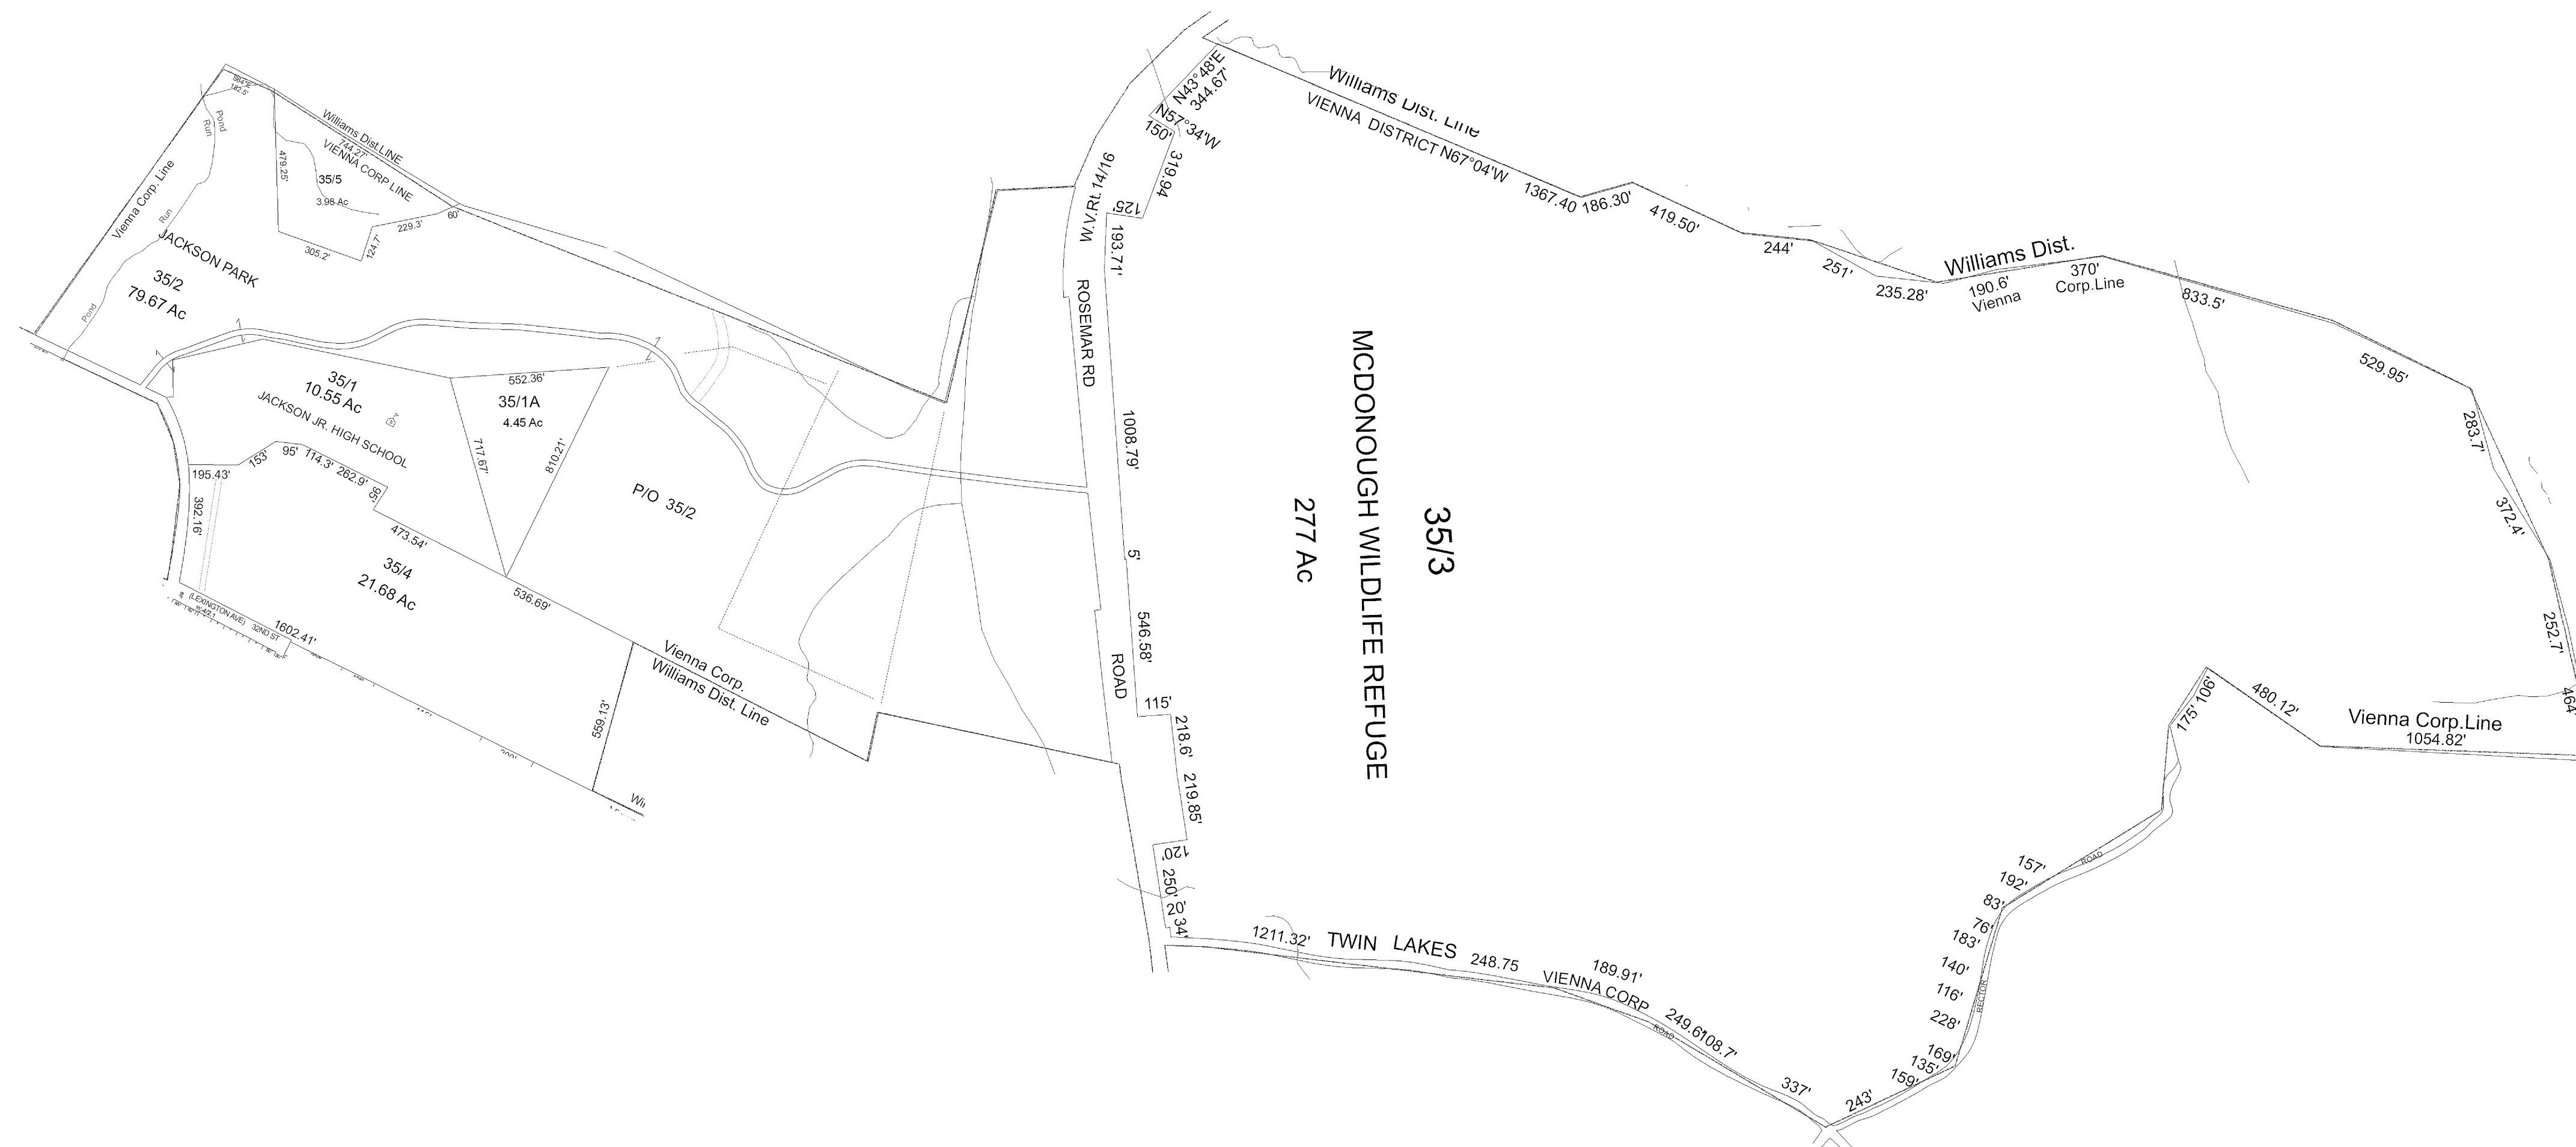 182.5'
Pond
Run
Williams Dist.LINE
744.27'
VIENNA CORP LINE
479.25'
35/5
3.96 Ac
60'
229.3'
124.7'
305.2'
Vienna Corp. Line
Run
Pond
JACKSON PARK
35/2
79.67 Ac
35/1
10.55 Ac
JACKSON JR. HIGH SCHOOL
552.36'
35/1A
4.45 Ac
717.67'
810.21'
P/O 35/2
195.43'
153'
95'
114.3'
262.9'
95'
392.16'
473.54'
35/4
21.68 Ac
536.69'
(LEXINGTON AVE) 32ND ST
1602.41'
559.13'
Vienna Corp.
Williams Dist. Line
N43°48'E
344.67'
N57°34'W
150'
319.94
W.V.Rt. 14/16
125'
193.71'
ROSEMAR RD
1008.79'
5'
546.58'
ROAD
115'
218.6'
219.85'
120'
250'
20'
34'
Williams Dist. Line
VIENNA DISTRICT N67°04'W
1367.40
186.30'
419.50'
244'
251'
235.28'
Williams Dist.
190.6'
Vienna
370'
Corp.Line
833.5'
529.95'
283.7'
372.4'
252.7'
464'
MCDONOUGH WILDLIFE REFUGE
35/3
277 Ac
175'
106'
480.12'
Vienna Corp.Line
1054.82'
157'
ROAD
192'
83'
76'
183'
140'
116'
RECTOR
228'
169'
135'
159'
243'
1211.32'
TWIN LAKES
248.75
189.91'
VIENNA CORP
249.6'
108.7'
ROAD
337'